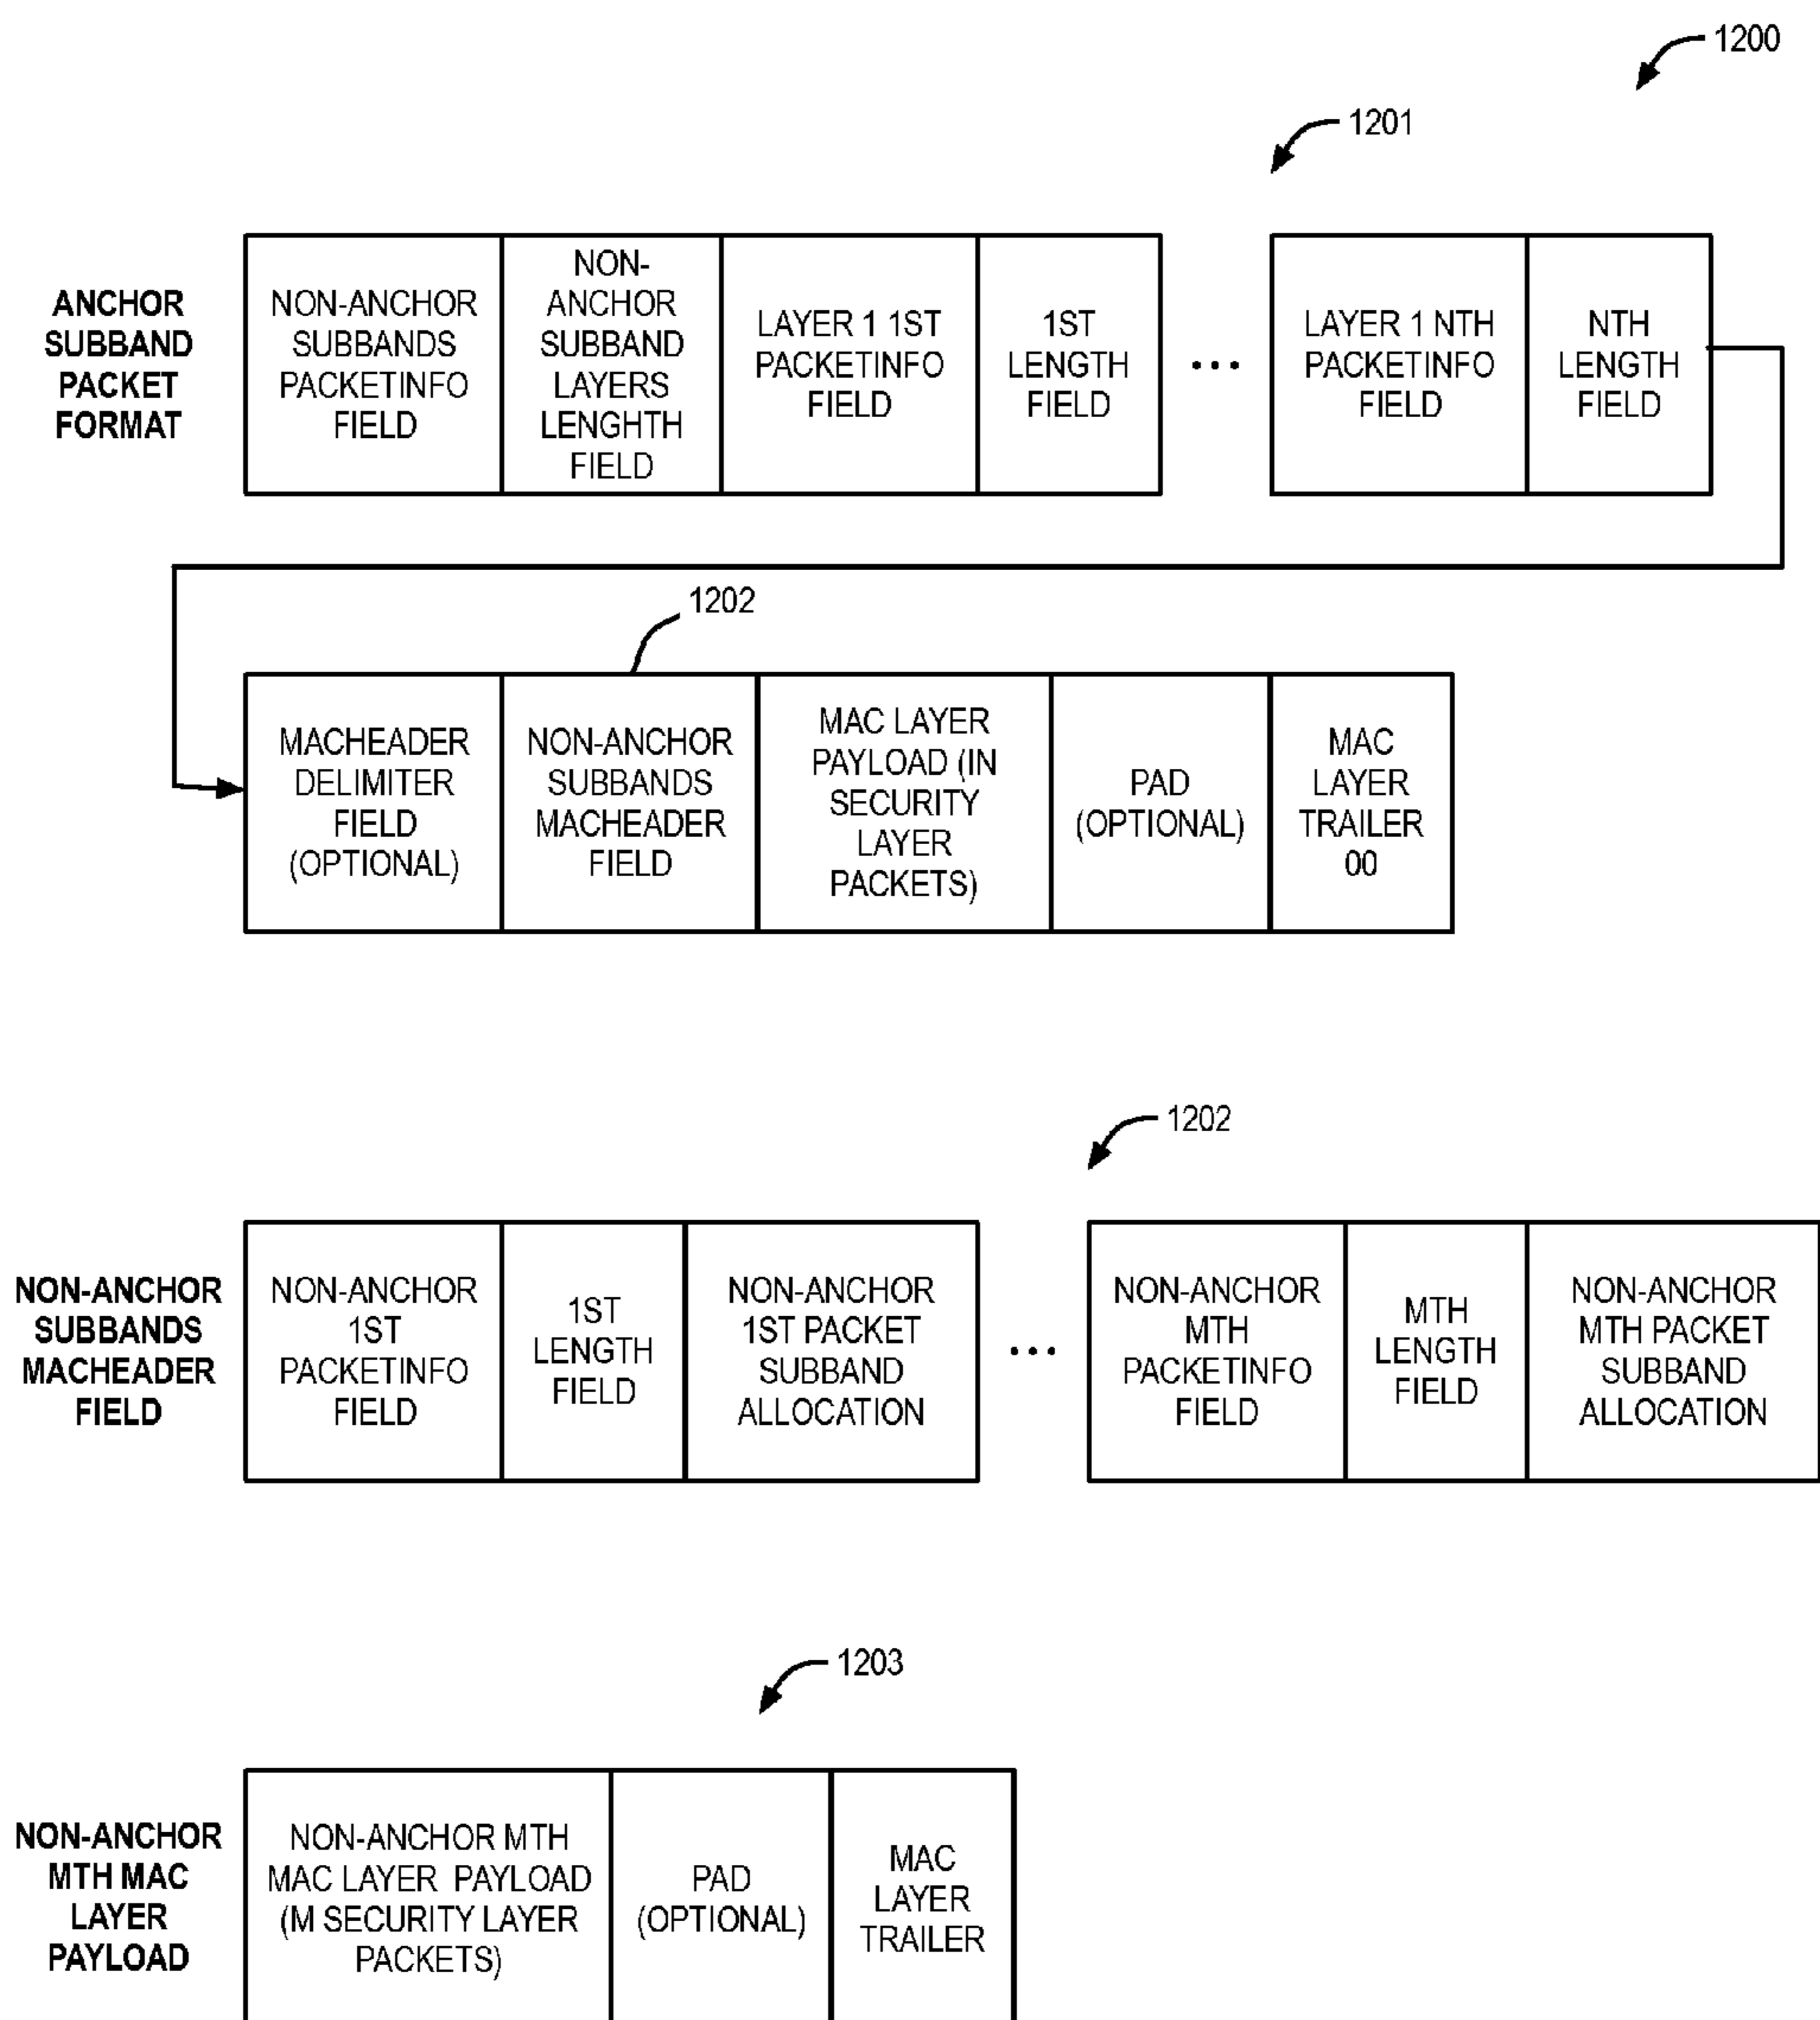 1200
1201
ANCHOR
SUBBAND
PACKET
FORMAT
NON-ANCHOR
SUBBANDS
PACKETINFO
FIELD
NON-
ANCHOR
SUBBAND
LAYERS
LENGHTH
FIELD
LAYER 1 1ST
PACKETINFO
FIELD
1ST
LENGTH
FIELD
...
LAYER 1 NTH
PACKETINFO
FIELD
NTH
LENGTH
FIELD
1202
MACHEADER
DELIMITER
FIELD
(OPTIONAL)
NON-ANCHOR
SUBBANDS
MACHEADER
FIELD
MAC LAYER
PAYLOAD (IN
SECURITY
LAYER
PACKETS)
PAD
(OPTIONAL)
MAC
LAYER
TRAILER
00
1202
NON-ANCHOR
SUBBANDS
MACHEADER
FIELD
NON-ANCHOR
1ST
PACKETINFO
FIELD
1ST
LENGTH
FIELD
NON-ANCHOR
1ST PACKET
SUBBAND
ALLOCATION
...
NON-ANCHOR
MTH
PACKETINFO
FIELD
MTH
LENGTH
FIELD
NON-ANCHOR
MTH PACKET
SUBBAND
ALLOCATION
1203
NON-ANCHOR
MTH MAC
LAYER
PAYLOAD
NON-ANCHOR MTH
MAC LAYER PAYLOAD
(M SECURITY LAYER
PACKETS)
PAD
(OPTIONAL)
MAC
LAYER
TRAILER